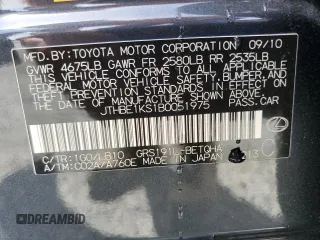 MFD.BY: TOYOTA MOTOR CORPORATION 09/10
GVWR 4675LB GAWR FR 2580LB RR 2535LB
THIS VEHICLE CONFORMS TO ALL APPLICABLE
FEDERAL MOTOR VEHICLE SAFETY, BUMPER, AND
THEFT PREVENTION STANDARDS IN EFFECT ON
THE DATE OF MANUFACTURE SHOWN ABOVE.
JTHBE1KS1B0051975 PASS.CAR
C/TR:1G0/LB10 GRS191L-BETQHA
A/TM:C02A/A760E MADE IN JAPAN
DREAMBID